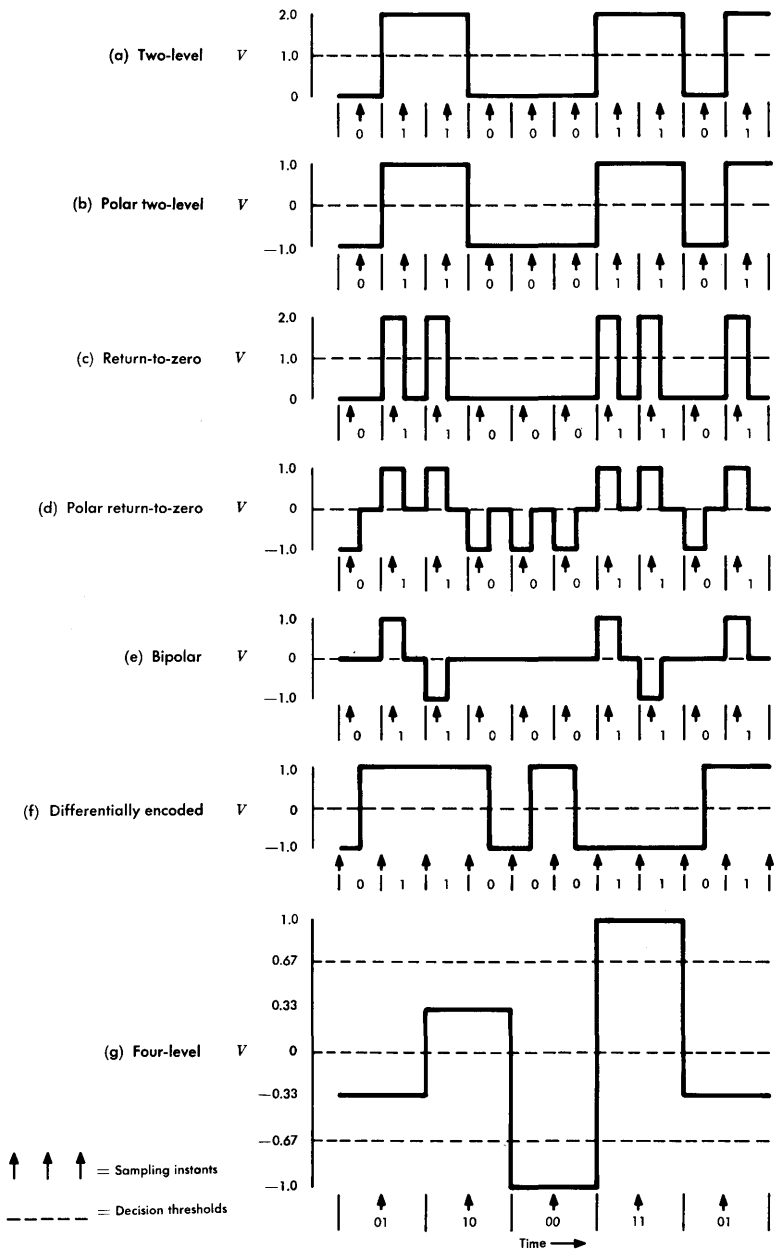 2.0
(a) Two-level V 1.0
0
0 1 1 0 0 0 1 1 0 1
1.0
(b) Polar two-level V 0
—1.0
0 1 1 0 0 0 1 1 0 1
2.0
(c) Return-to-zero V 1.0
0
0 1 1 0 0 0 1 1 0 1
1.0
(d) Polar return-to-zero V 0
—1.0
0 1 1 0 0 0 1 1 0 1
1.0
(e) Bipolar V 0
—1.0
0 1 1 0 0 0 1 1 0 1
1.0
(f) Differentially encoded V 0
—1.0
0 1 1 0 0 0 1 1 0 1
1.0
0.67
0.33
(g) Four-level V 0
—0.33
—0.67
= Sampling instants
—1.0
= Decision thresholds
01 10 00 11 01
Time